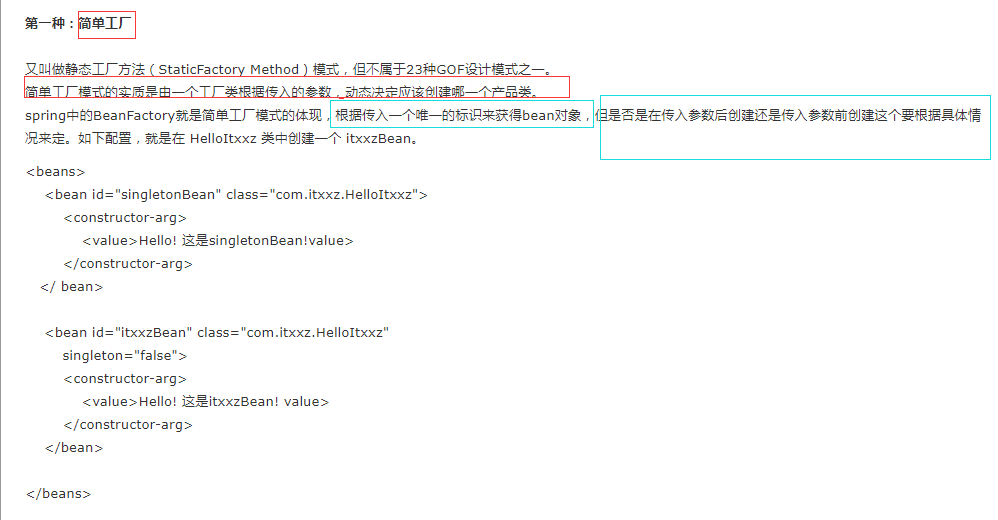 第一种：简单工厂
又叫做静态工厂方法（StaticFactory Method）模式，但不属于23种GOF设计模式之一。
简单工厂模式的实质是由一个工厂类根据传入的参数，动态决定应该创建哪一个产品类。
spring中的BeanFactory就是简单工厂模式的体现，根据传入一个唯一的标识来获得bean对象，但是否是在传入参数后创建还是传入参数前创建这个要根据具体情
况来定。如下配置，就是在 HelloItxxz 类中创建一个 itxxzBean。
<beans>
<bean id="singletonBean" class="com.itxxz.HelloItxxz">
<constructor-arg>
<value>Hello! 这是singletonBean!value>
</constructor-arg>
</ bean>
<bean id="itxxzBean" class="com.itxxz.HelloItxxz"
singleton="false">
<constructor-arg>
<value>Hello! 这是itxxzBean! value>
</constructor-arg>
</bean>
</beans>